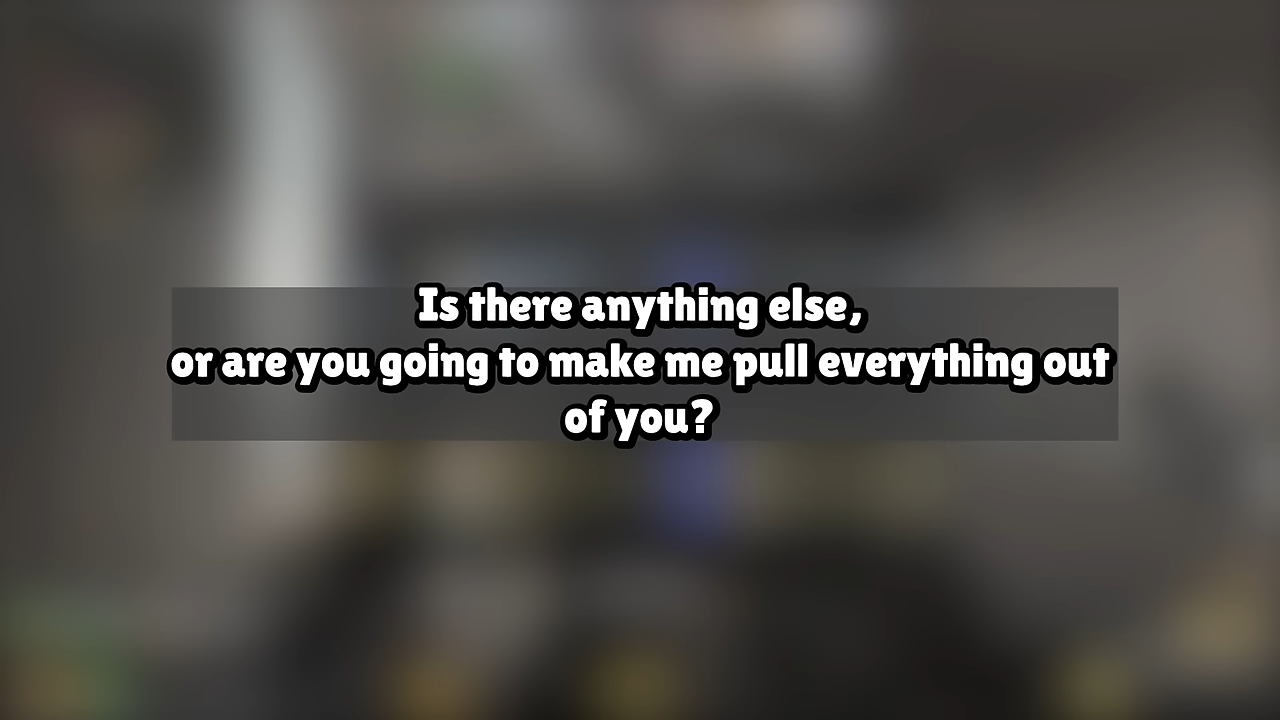 Is there anything else,
or are you going to make me pull everything out
of you?